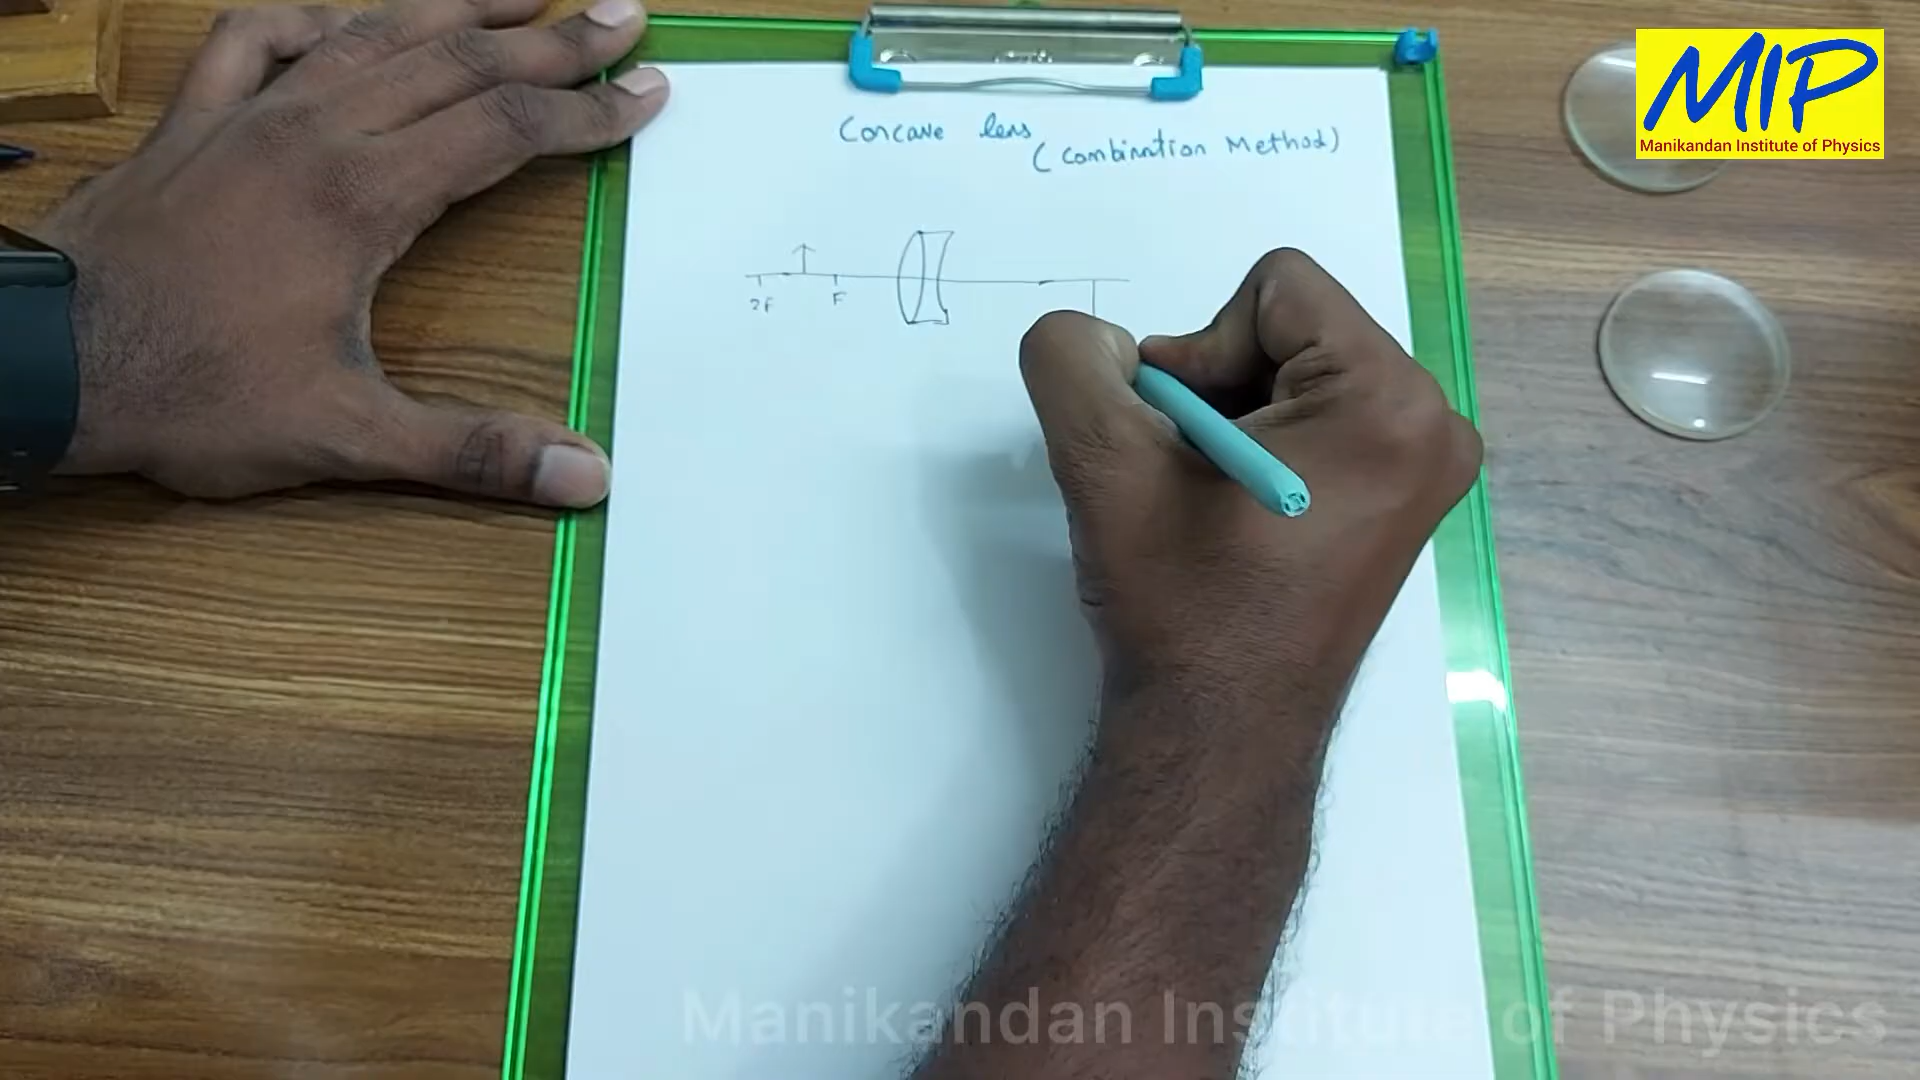 MIP
Manikandan Institute of Physics
Concave lens
(Combination Method)
2F F
Manikandan Institute of Physics